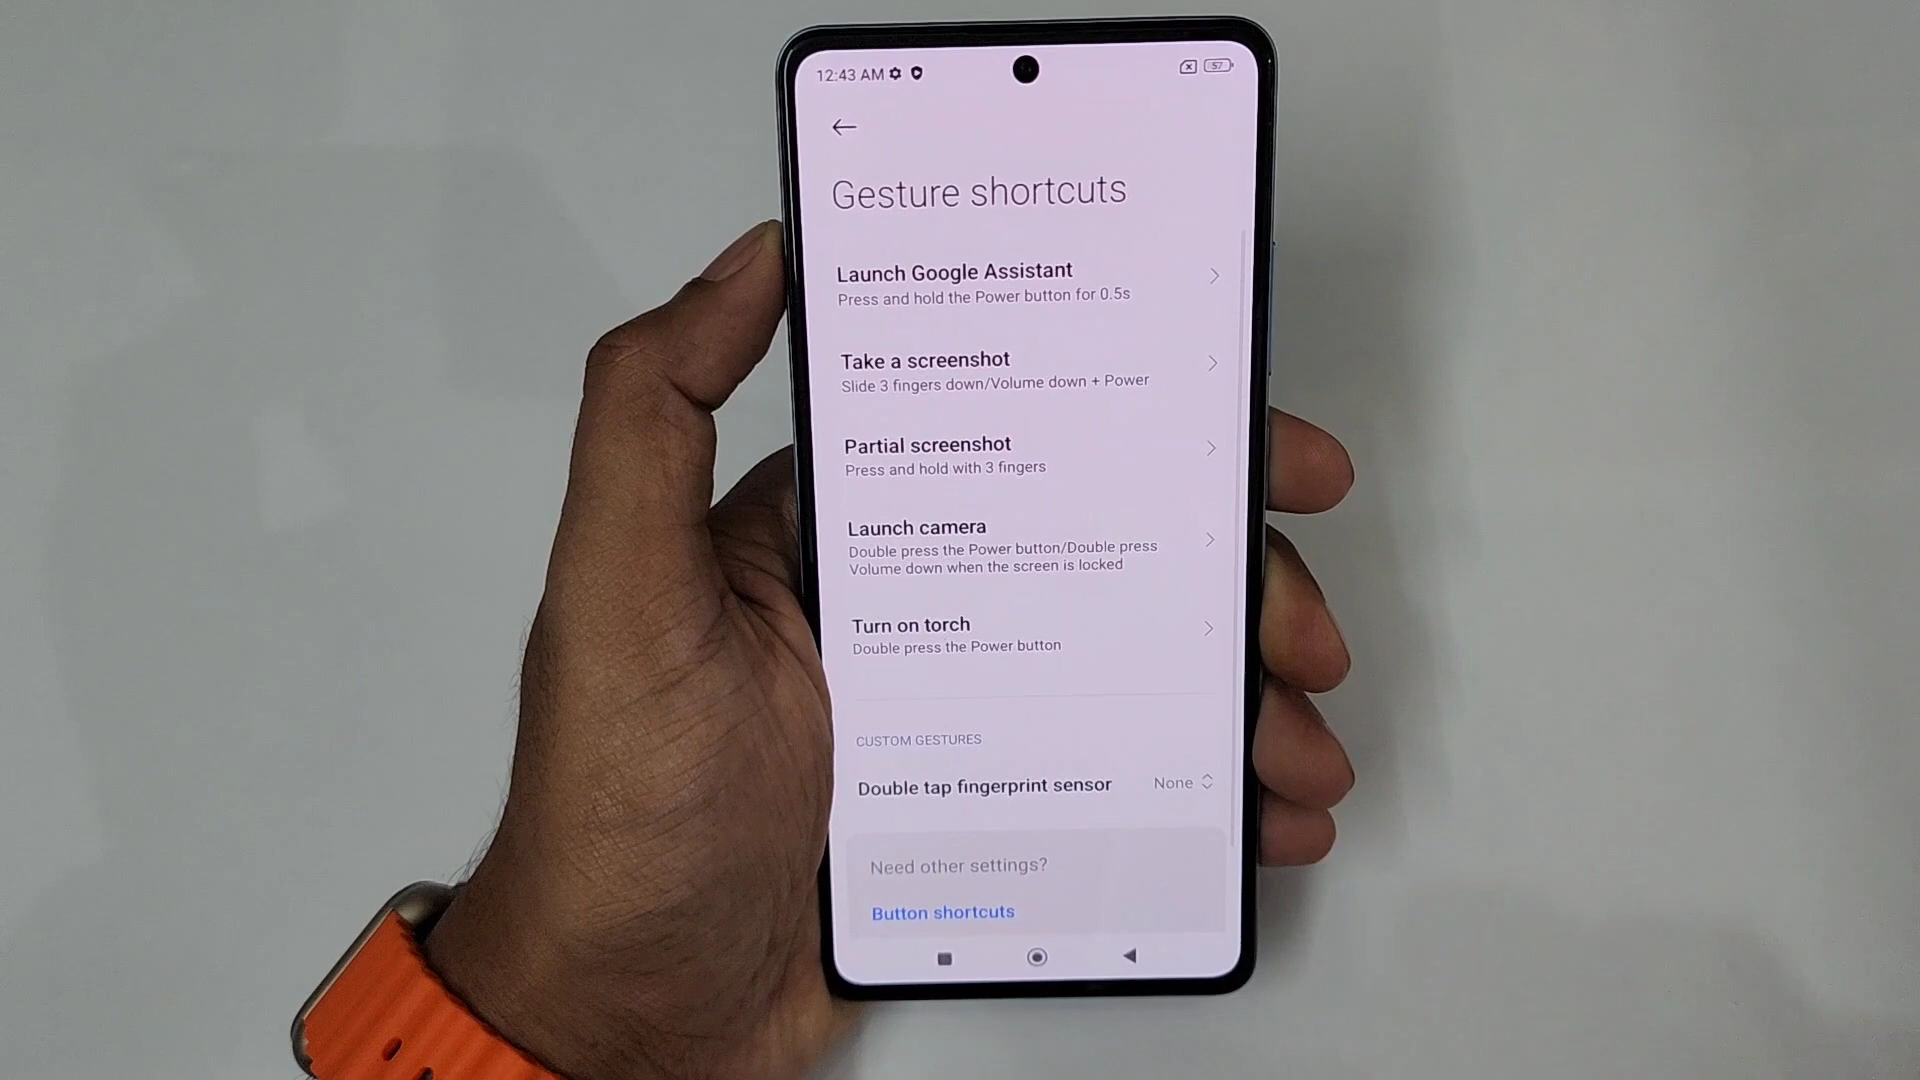 12:43 AM
57
Gesture shortcuts
Launch Google Assistant
Press and hold the Power button for 0.5s
Take a screenshot
Slide 3 fingers down/Volume down + Power
Partial screenshot
Press and hold with 3 fingers
Launch camera
Double press the Power button/Double press
Volume down when the screen is locked
Turn on torch
Double press the Power button
CUSTOM GESTURES
Double tap fingerprint sensor
None
Need other settings?
Button shortcuts